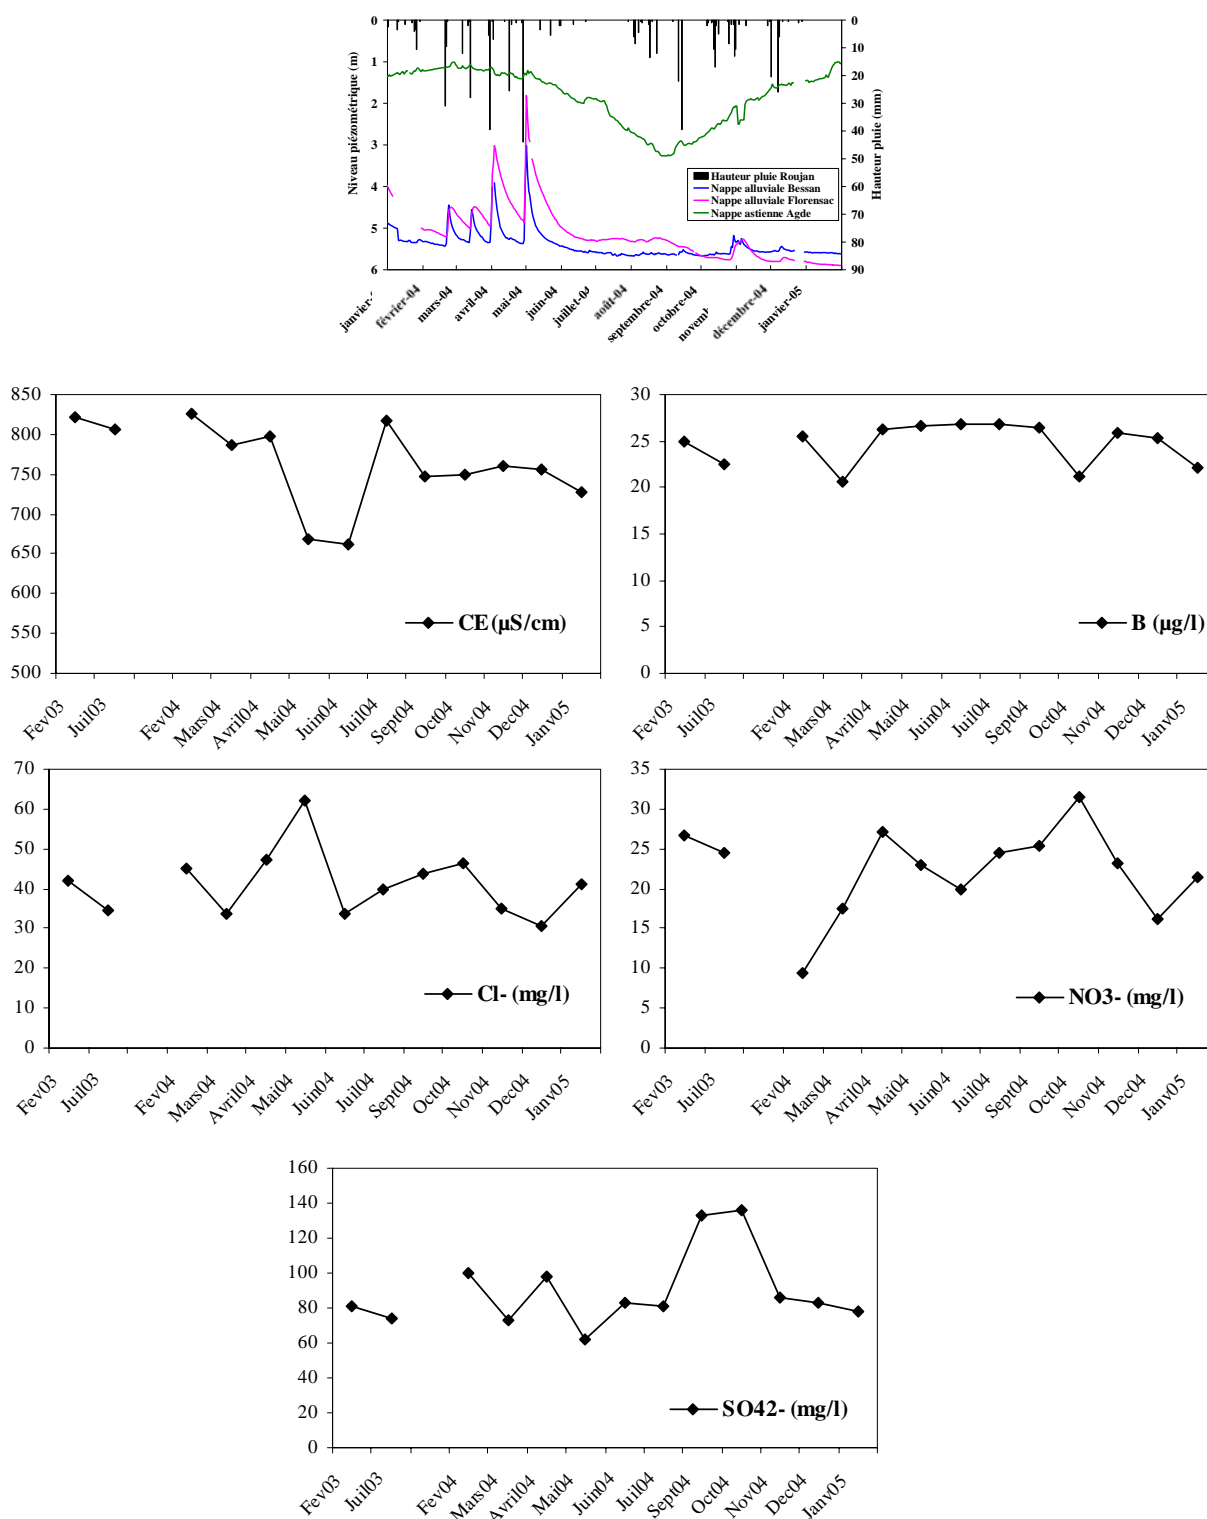 0 0
1 10
2 20
3 30
40
50
4 60
70
5 80
6 90
Niveau piézométrique (m)
Hauteur pluie (mm)
Hauteur pluie Roujan
Nappe alluviale Bessan
Nappe alluviale Florensac
Nappe astienne Agde
février-04 mars-04 avril-04 mai-04 juin-04 août-04 septembre-04 octobre-04 décembre-04 janvier-05
850
800
750
700
650
600
550
500
CE (µS/cm)
Fev03 Juil03 Fev04 Mars04 Avril04 Mai04 Juin04 Juil04 Sept04 Oct04 Nov04 Dec04 Janv05
30
25
20
15
10
5
0
B (µg/l)
Fev03 Juil03 Fev04 Mars04 Avril04 Mai04 Juin04 Juil04 Sept04 Oct04 Nov04 Dec04 Janv05
70
60
50
40
30
20
10
0
Cl- (mg/l)
Fev03 Juil03 Fev04 Mars04 Avril04 Mai04 Juin04 Juil04 Sept04 Oct04 Nov04 Dec04 Janv05
35
30
25
20
15
10
5
0
NO3- (mg/l)
Fev03 Juil03 Fev04 Mars04 Avril04 Mai04 Juin04 Juil04 Sept04 Oct04 Nov04 Dec04 Janv05
160
140
120
100
80
60
40
20
0
SO42- (mg/l)
Fev03 Juil03 Fev04 Mars04 Avril04 Mai04 Juin04 Juil04 Sept04 Oct04 Nov04 Dec04 Janv05